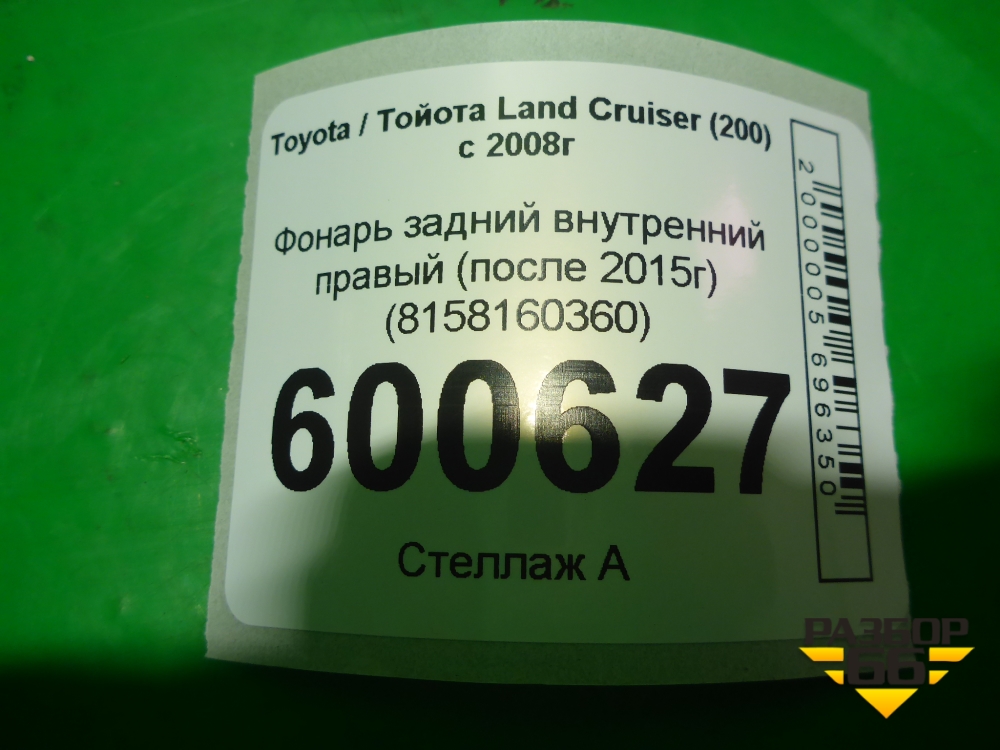 Toyota / Тойота Land Cruiser (200)
с 2008г
Фонарь задний внутренний
правый (после 2015г)
(8158160360)
600627
Стеллаж А
2000005696350
РАЗБОР
66